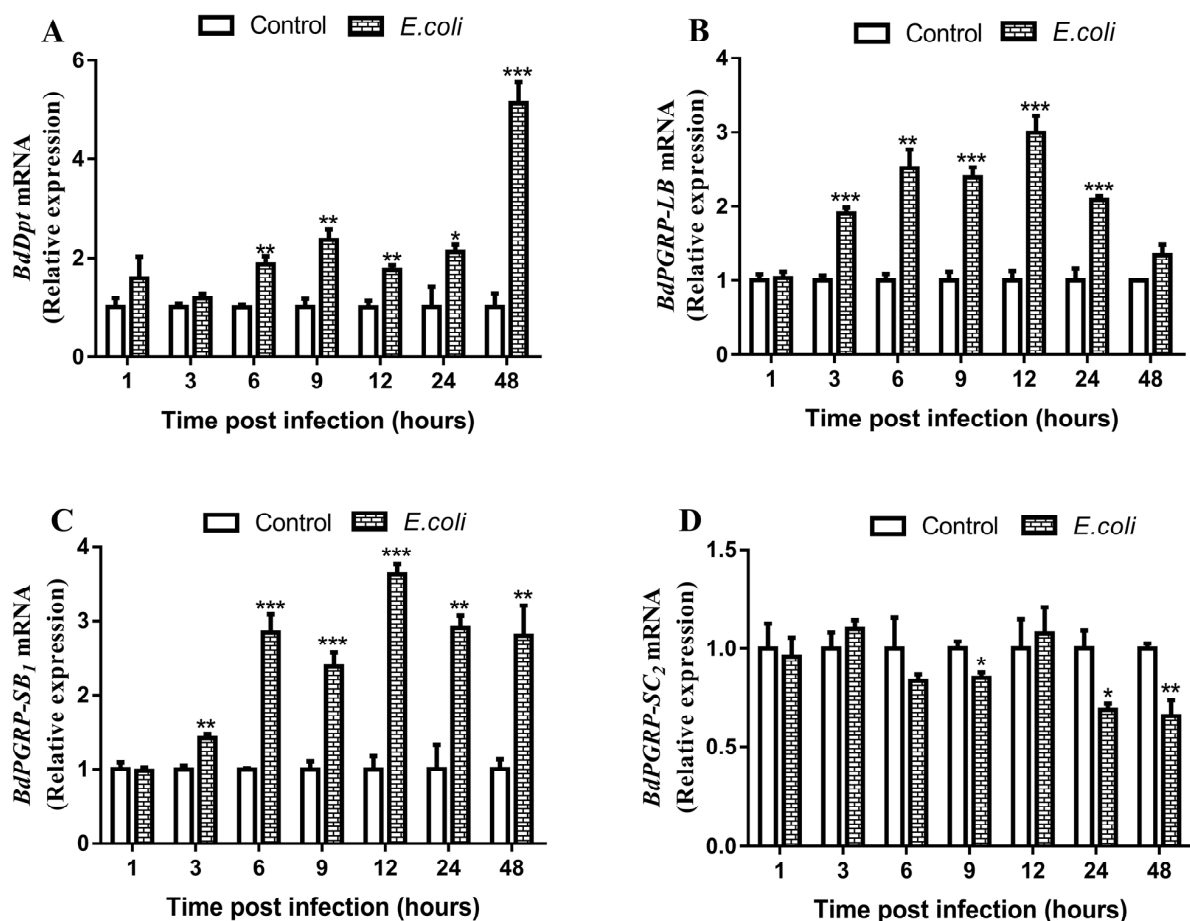 A
Control E.coli
BdDpt mRNA
(Relative expression)
6
4
2
0
** ** ** * ***
1 3 6 9 12 24 48
Time post infection (hours)
B
Control E.coli
BdPGRP-LB mRNA
(Relative expression)
4
3
2
1
0
*** ** *** *** ***
1 3 6 9 12 24 48
Time post infection (hours)
C
Control E.coli
BdPGRP-SB1 mRNA
(Relative expression)
4
3
2
1
0
** *** *** *** ** **
1 3 6 9 12 24 48
Time post infection (hours)
D
Control E.coli
BdPGRP-SC2 mRNA
(Relative expression)
1.5
1.0
0.5
0.0
* * **
1 3 6 9 12 24 48
Time post infection (hours)